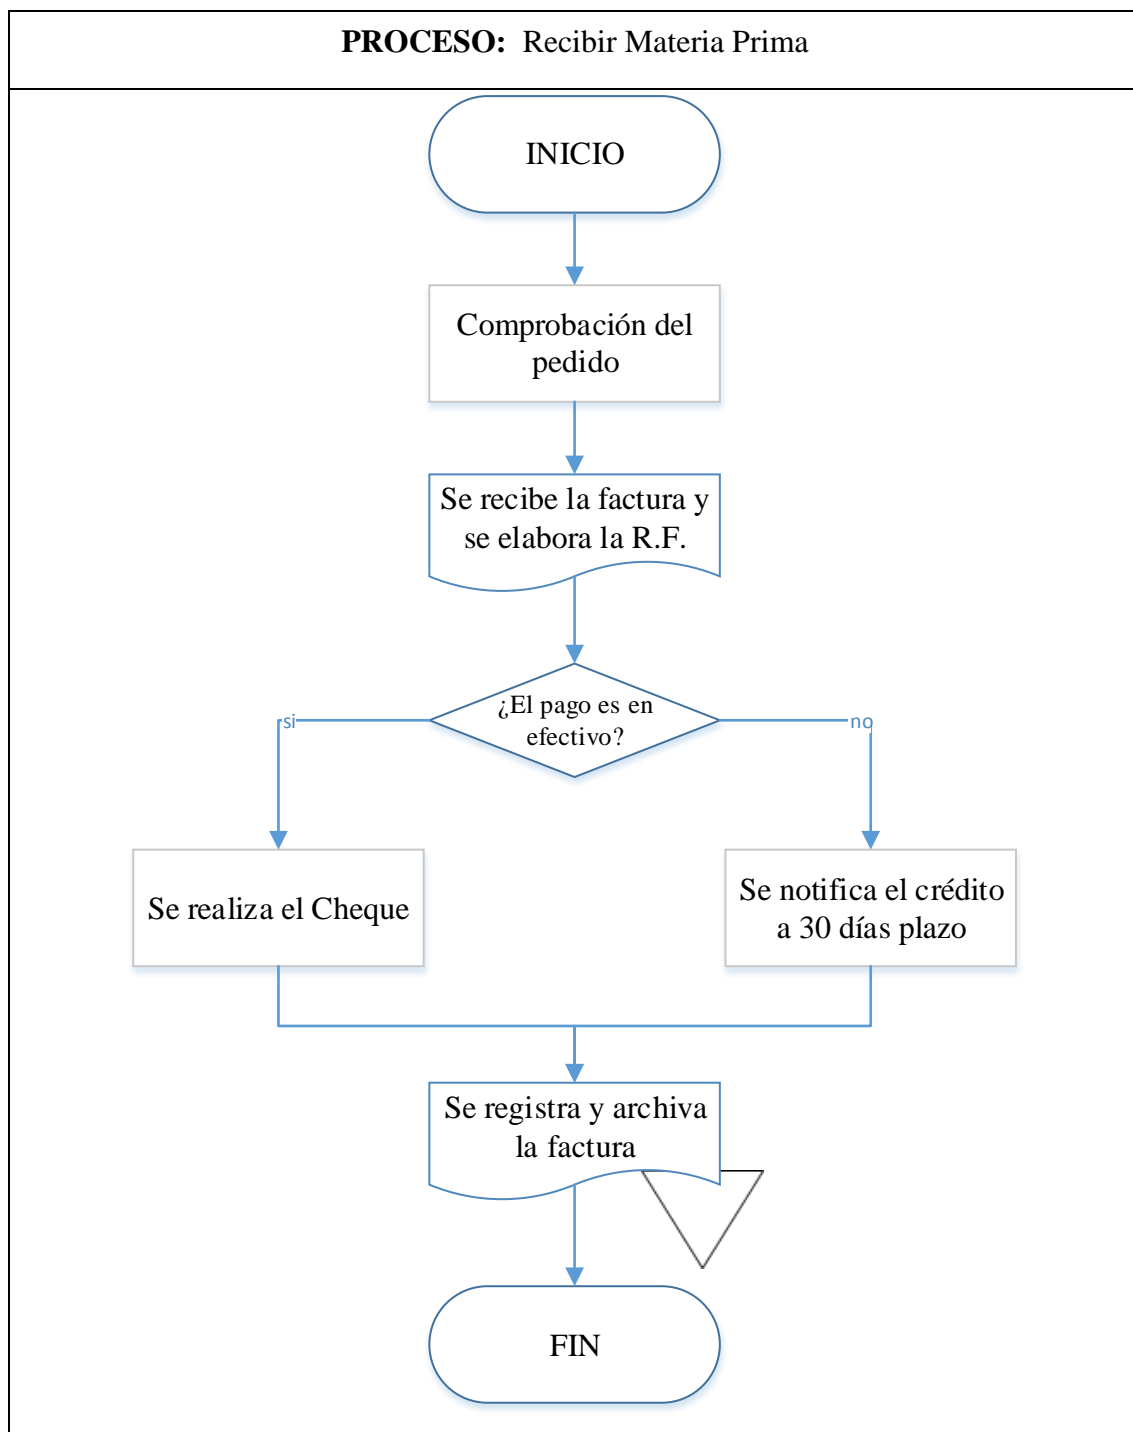 PROCESO: Recibir Materia Prima
INICIO
Comprobación del
pedido
Se recibe la factura y
se elabora la R.F.
¿El pago es en
efectivo?
si
no
Se realiza el Cheque
Se notifica el crédito
a 30 días plazo
Se registra y archiva
la factura
FIN